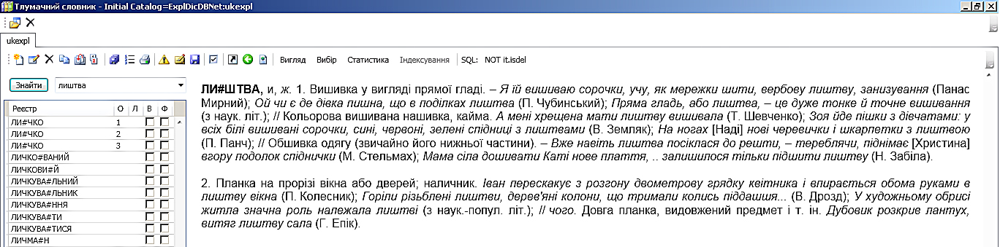 Тлумачний словник - Initial Catalog=ExplDicDBNet:ukexpl
ukexpl
Вигляд Вибір Статистика Індексування SQL: NOT it.isdel
Знайти лиштва
Реєстр О Л В Ф
ЛИ#ЧКО 1
ЛИ#ЧКО 2
ЛИ#ЧКО 3
ЛИЧКО#ВАНИЙ
ЛИЧКОВИ#Й
ЛИЧКУВА#ЛЬНИЙ
ЛИЧКУВА#ЛЬНИК
ЛИЧКУВА#ННЯ
ЛИЧКУВА#ТИ
ЛИЧКУВА#ТИСЯ
ЛИЧМА#Н
ЛИ#ШТВА, и, ж. 1. Вишивка у вигляді прямої гладі. – Я їй вишиваю сорочки, учу, як мережки шити, вербову лиштву, занизування (Панас
Мирний); Ой чи є де дівка пишна, що в поділках лиштва (П. Чубинський); Пряма гладь, або лиштва, – це дуже тонке й точне вишивання
(з наук. літ.); // Кольорова вишивана нашивка, кайма. А мені хрещена мати лиштву вишивала (Т. Шевченко); Зоя йде пішки з дівчатами: у
всіх білі вишивані сорочки, сині, червоні, зелені спідниці з лиштвами (В. Земляк); На ногах [Наді] нові черевички і шкарпетки з лиштвою
(П. Панч); // Обшивка одягу (звичайно його нижньої частини). – Вже навіть лиштва посіклася до решти, – тереблячи, піднімає [Христина]
вгору подолок спіднички (М. Стельмах); Мама сіла дошивати Каті нове плаття, .. залишилося тільки підшити лиштву (Н. Забіла).
2. Планка на прорізі вікна або дверей; наличник. Іван перескакує з розгону двометрову грядку квітника і впирається обома руками в
лиштву вікна (П. Колесник); Горіли різьблені лиштви, дерев'яні колони, що тримали колись піддашшя... (В. Дрозд); У художньому обрисі
житла значна роль належала лиштві (з наук.-попул. літ.); // чого. Довга планка, видовжений предмет і т. ін. Дубовик розкрив лантух,
витяг лиштву сала (Г. Епік).